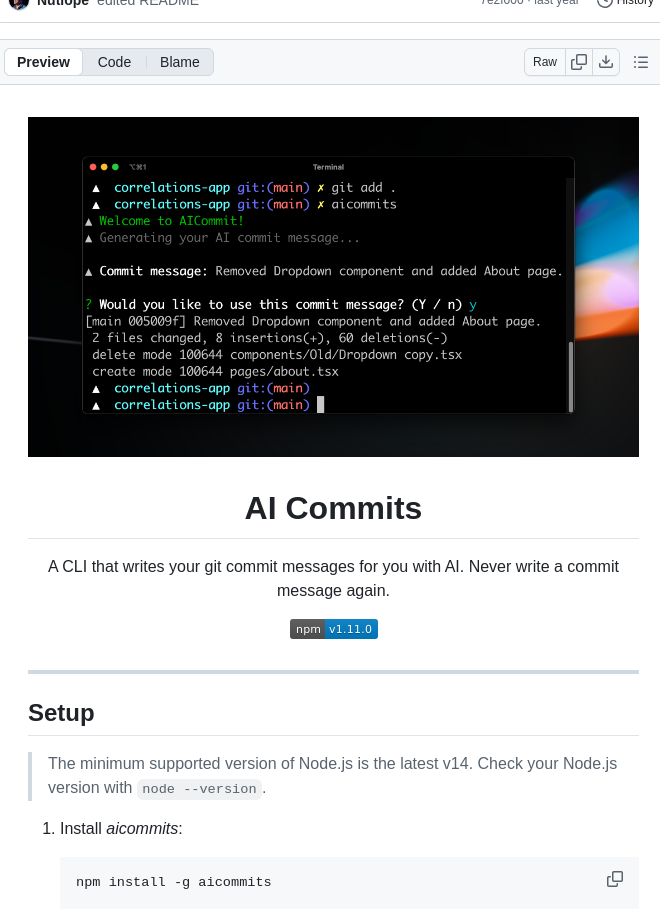 Nutlope edited README
7e2f000 · last year History
Preview Code Blame
Raw
⌥⌘1 Terminal
▲ correlations-app git:(main) ✗ git add .
▲ correlations-app git:(main) ✗ aicommits
▲ Welcome to AICommit!
▲ Generating your AI commit message...
▲ Commit message: Removed Dropdown component and added About page.
? Would you like to use this commit message? (Y / n) y
[main 005009f] Removed Dropdown component and added About page.
2 files changed, 8 insertions(+), 60 deletions(-)
delete mode 100644 components/Old/Dropdown copy.tsx
create mode 100644 pages/about.tsx
▲ correlations-app git:(main)
▲ correlations-app git:(main)
AI Commits
A CLI that writes your git commit messages for you with AI. Never write a commit
message again.
npm v1.11.0
Setup
The minimum supported version of Node.js is the latest v14. Check your Node.js
version with node --version.
1. Install aicommits:
npm install -g aicommits